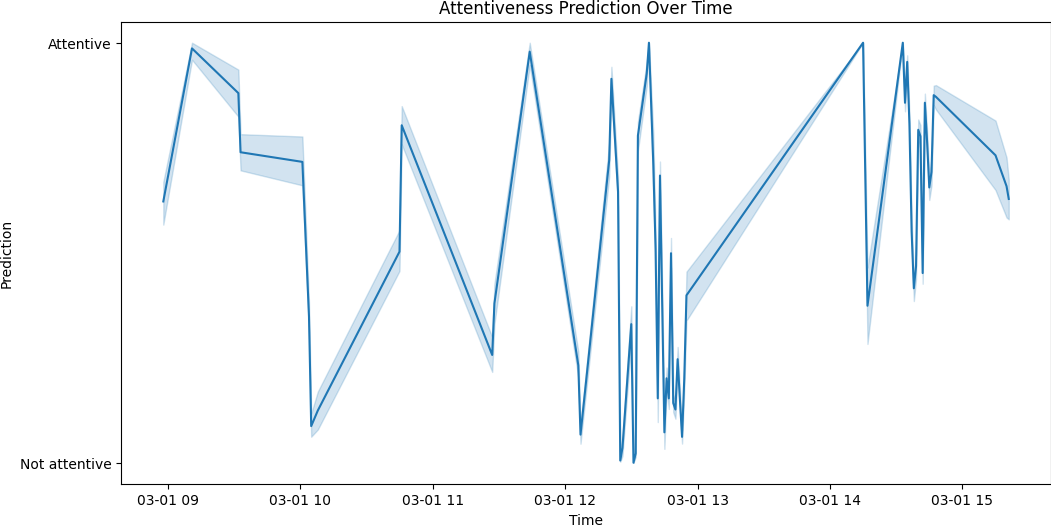 Attentiveness Prediction Over Time
Attentive
Prediction
Not attentive
03-01 09 03-01 10 03-01 11 03-01 12 03-01 13 03-01 14 03-01 15
Time